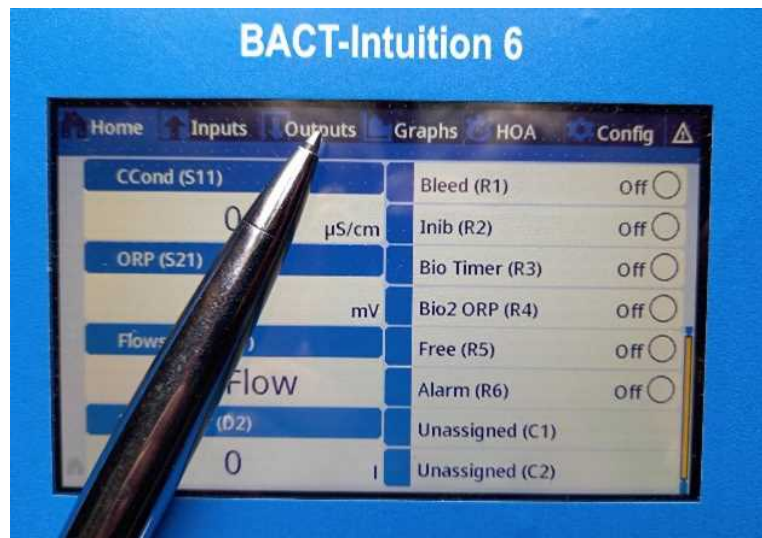 BACT-Intuition 6
Home Inputs Outputs Graphs HOA Config
CCond (S11)
0
µS/cm
ORP (S21)
mV
Flow
(D2)
0
l
Bleed (R1) Off
Inib (R2) Off
Bio Timer (R3) Off
Bio2 ORP (R4) Off
Free (R5) Off
Alarm (R6) Off
Unassigned (C1)
Unassigned (C2)